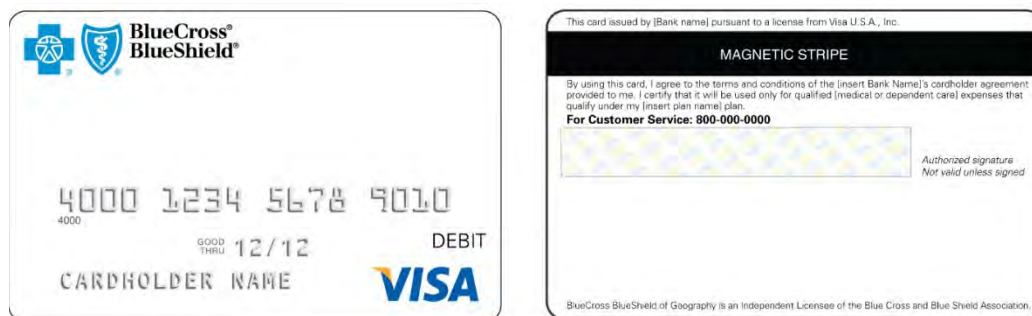 BlueCross®
BlueShield®
4000 1234 5678 9010
4000
GOOD
THRU 12/12
DEBIT
CARDHOLDER NAME
VISA
This card issued by [Bank name] pursuant to a license from Visa U.S.A., Inc.
MAGNETIC STRIPE
By using this card, I agree to the terms and conditions of the [insert Bank Name]'s cardholder agreement
provided to me. I certify that it will be used only for qualified [medical or dependent care] expenses that
qualify under my [insert plan name] plan.
For Customer Service: 800-000-0000
Authorized signature
Not valid unless signed
BlueCross BlueShield of Geography is an Independent Licensee of the Blue Cross and Blue Shield Association.